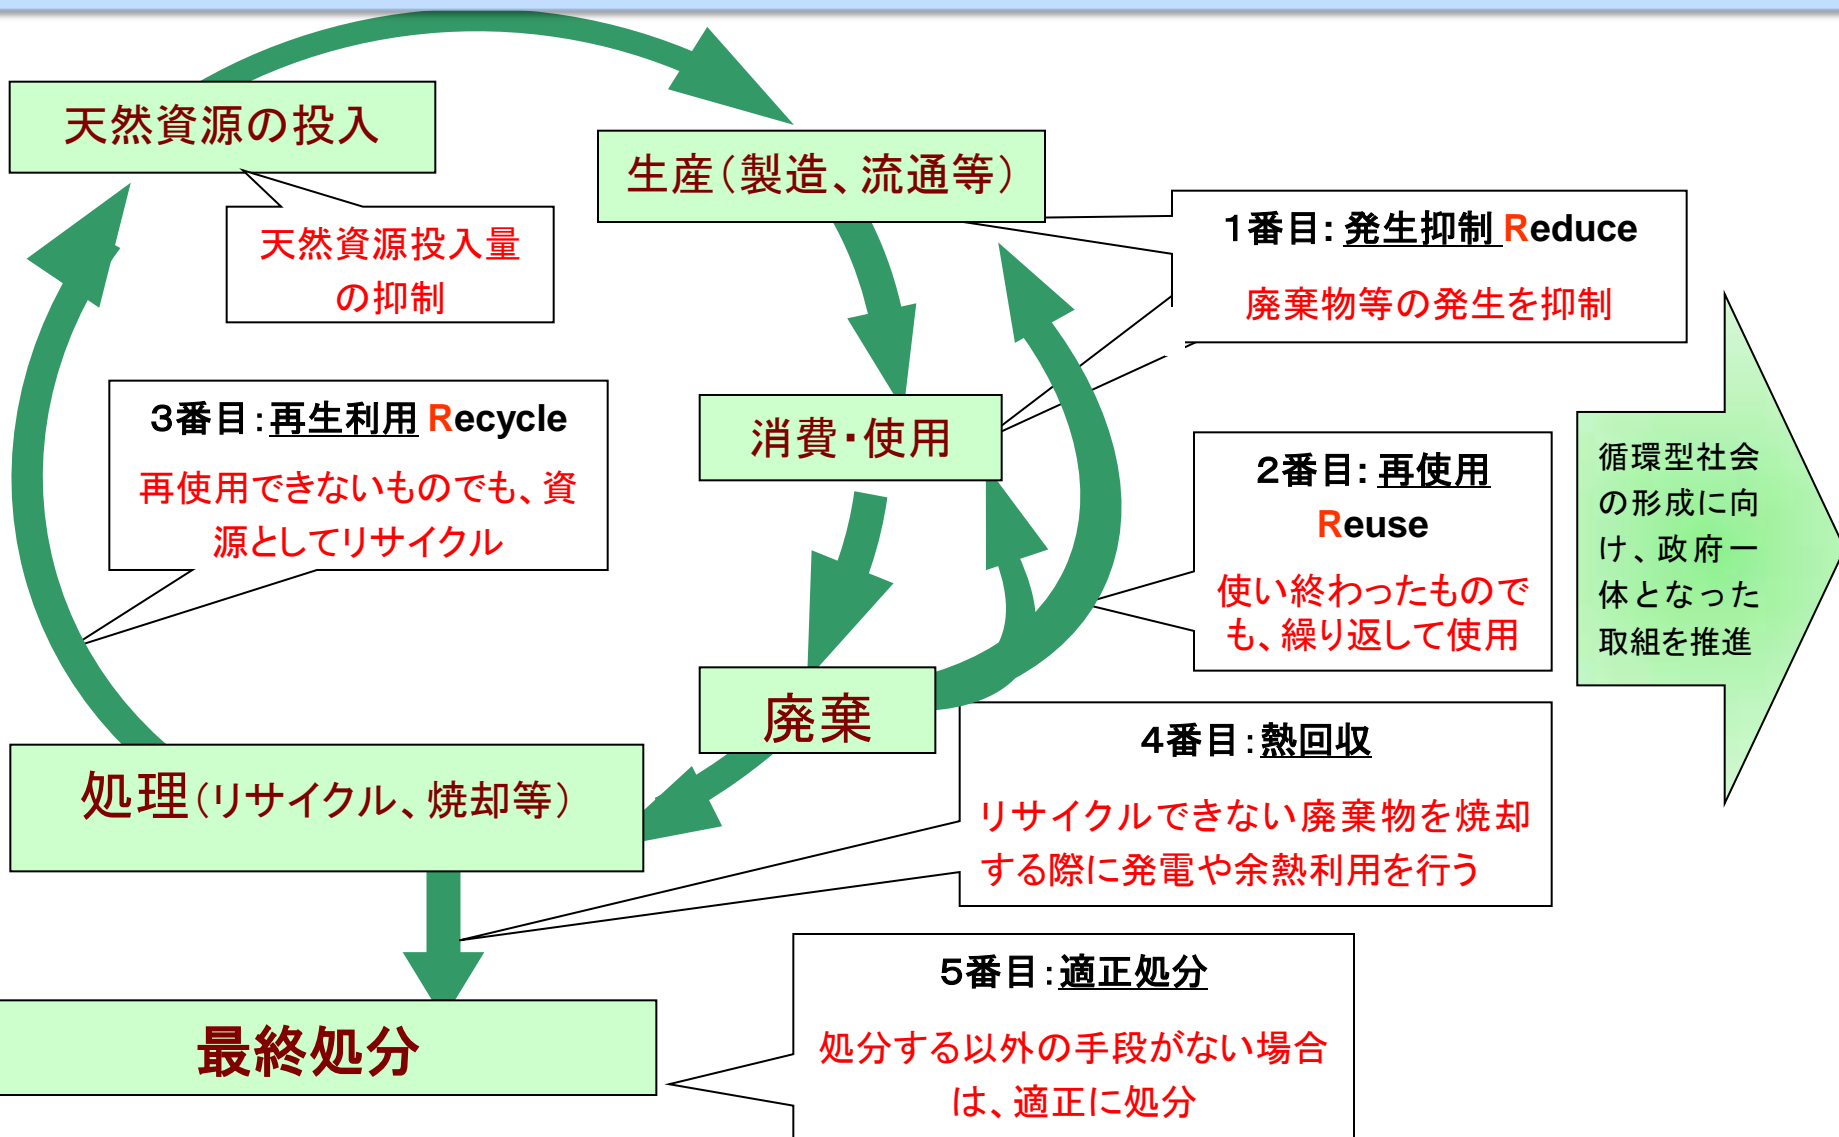 天然資源の投入
生産（製造、流通等）
天然資源投入量
の抑制
1番目：発生抑制 Reduce
廃棄物等の発生を抑制
3番目：再生利用 Recycle
再使用できないものでも、資
源としてリサイクル
消費・使用
2番目：再使用
Reuse
使い終わったもので
も、繰り返して使用
循環型社会
の形成に向
け、政府一
体となった
取組を推進
廃棄
処理（リサイクル、焼却等）
4番目：熱回収
リサイクルできない廃棄物を焼却
する際に発電や余熱利用を行う
最終処分
5番目：適正処分
処分する以外の手段がない場合
は、適正に処分